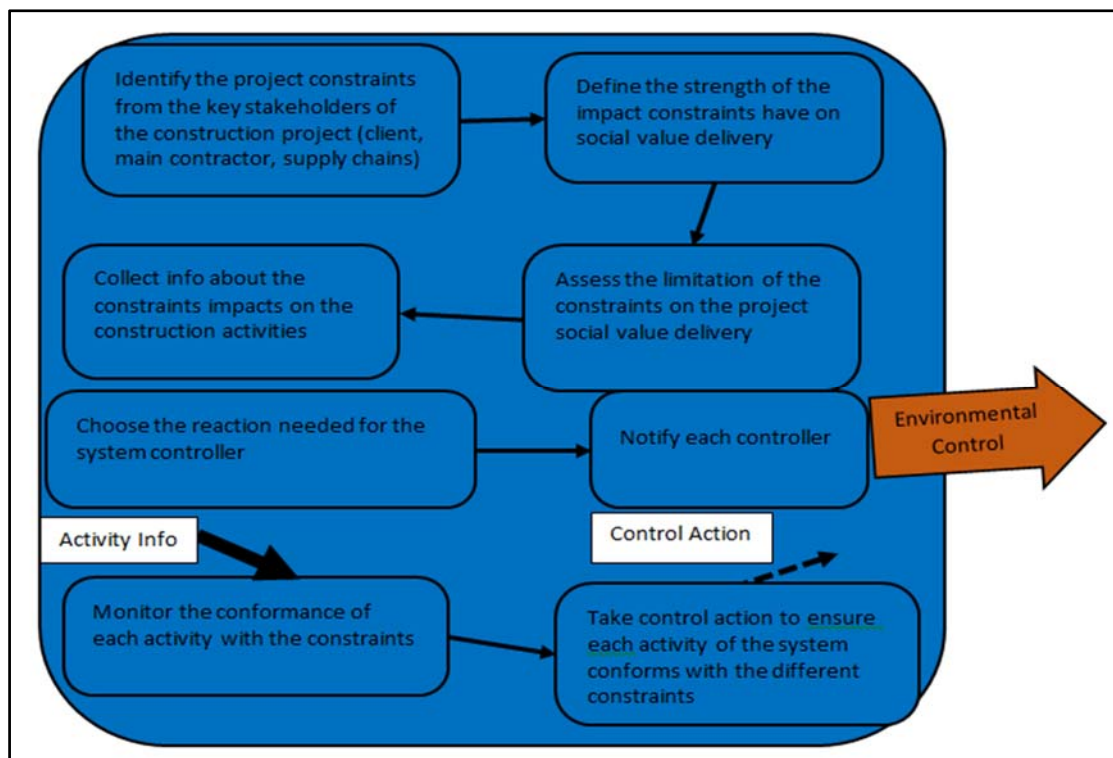 Identify the project constraints
from the key stakeholders of
the construction project (client,
main contractor, supply chains)
Define the strength of the
impact constraints have on
social value delivery
Collect info about the
constraints impacts on the
construction activities
Assess the limitation of the
constraints on the project
social value delivery
Choose the reaction needed for the
system controller
Notify each controller
Environmental
Control
Activity Info
Control Action
Monitor the conformance of
each activity with the constraints
Take control action to ensure
each activity of the system
conforms with the different
constraints